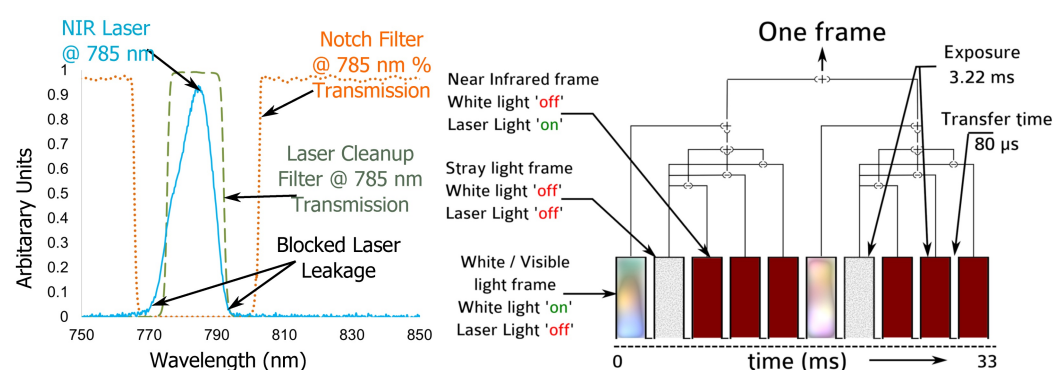 NIR Laser
@ 785 nm
Notch Filter
@ 785 nm %
Transmission
Laser Cleanup
Filter @ 785 nm
Transmission
Blocked Laser
Leakage
Arbitarary Units
1
0.9
0.8
0.7
0.6
0.5
0.4
0.3
0.2
0.1
0
750
770
790
810
830
850
Wavelength (nm)
One frame
Exposure
3.22 ms
Transfer time
80 µs
Near Infrared frame
White light 'off'
Laser Light 'on'
Stray light frame
White light 'off'
Laser Light 'off'
White / Visible
light frame
White light 'on'
Laser Light 'off'
0
time (ms)
33